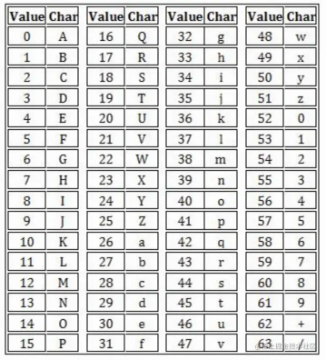 Value Char Value Char Value Char Value Char
0 A 16 Q 32 g 48 w
1 B 17 R 33 h 49 x
2 C 18 S 34 i 50 y
3 D 19 T 35 j 51 z
4 E 20 U 36 k 52 0
5 F 21 V 37 l 53 1
6 G 22 W 38 m 54 2
7 H 23 X 39 n 55 3
8 I 24 Y 40 o 56 4
9 J 25 Z 41 p 57 5
10 K 26 a 42 q 58 6
11 L 27 b 43 r 59 7
12 M 28 c 44 s 60 8
13 N 29 d 45 t 61 9
14 O 30 e 46 u 62 +
15 P 31 f 47 v 63 /